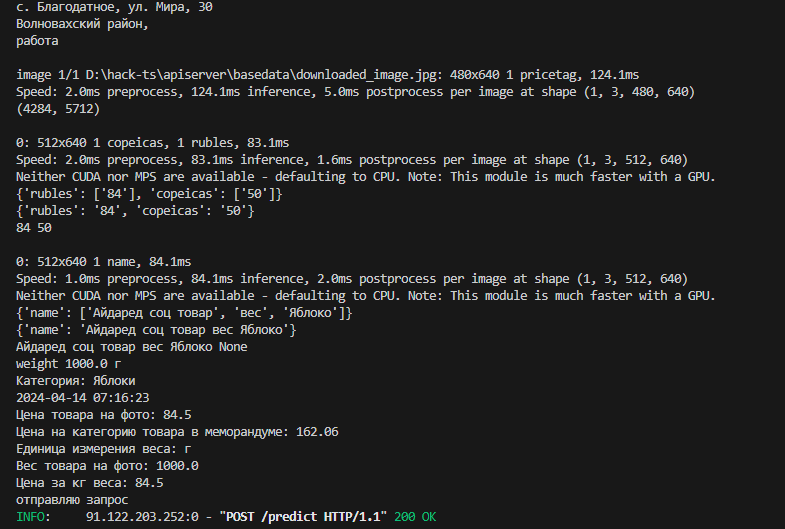 с. Благодатное, ул. Мира, 30
Волновахский район,
работа
image 1/1 D:\hack-ts\apiserver\basedata\downloaded_image.jpg: 480x640 1 pricetag, 124.1ms
Speed: 2.0ms preprocess, 124.1ms inference, 5.0ms postprocess per image at shape (1, 3, 480, 640)
(4284, 5712)
0: 512x640 1 copeicas, 1 rubles, 83.1ms
Speed: 2.0ms preprocess, 83.1ms inference, 1.6ms postprocess per image at shape (1, 3, 512, 640)
Neither CUDA nor MPS are available - defaulting to CPU. Note: This module is much faster with a GPU.
{'rubles': ['84'], 'copeicas': ['50']}
{'rubles': '84', 'copeicas': '50'}
84 50
0: 512x640 1 name, 84.1ms
Speed: 1.0ms preprocess, 84.1ms inference, 2.0ms postprocess per image at shape (1, 3, 512, 640)
Neither CUDA nor MPS are available - defaulting to CPU. Note: This module is much faster with a GPU.
{'name': ['Айдаред соц товар', 'вес', 'Яблоко']}
{'name': 'Айдаред соц товар вес Яблоко'}
Айдаред соц товар вес Яблоко None
weight 1000.0 г
Категория: Яблоки
2024-04-14 07:16:23
Цена товара на фото: 84.5
Цена на категорию товара в меморандуме: 162.06
Единица измерения веса: г
Вес товара на фото: 1000.0
Цена за кг веса: 84.5
отправляю запрос
INFO: 91.122.203.252:0 - "POST /predict HTTP/1.1" 200 OK